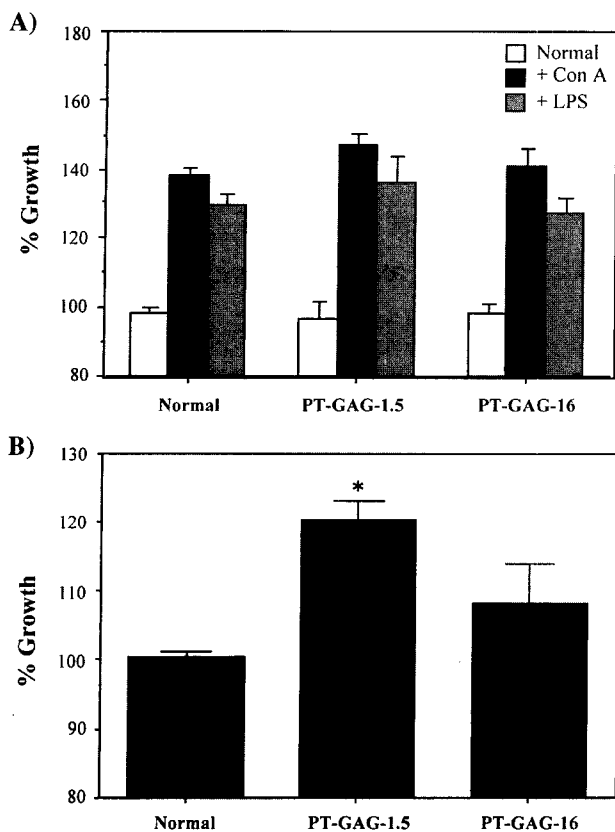 A)
180
160
140
120
100
80
% Growth
Normal
+ Con A
+ LPS
Normal PT-GAG-1.5 PT-GAG-16
B)
130
120
110
100
90
80
% Growth
*
Normal PT-GAG-1.5 PT-GAG-16